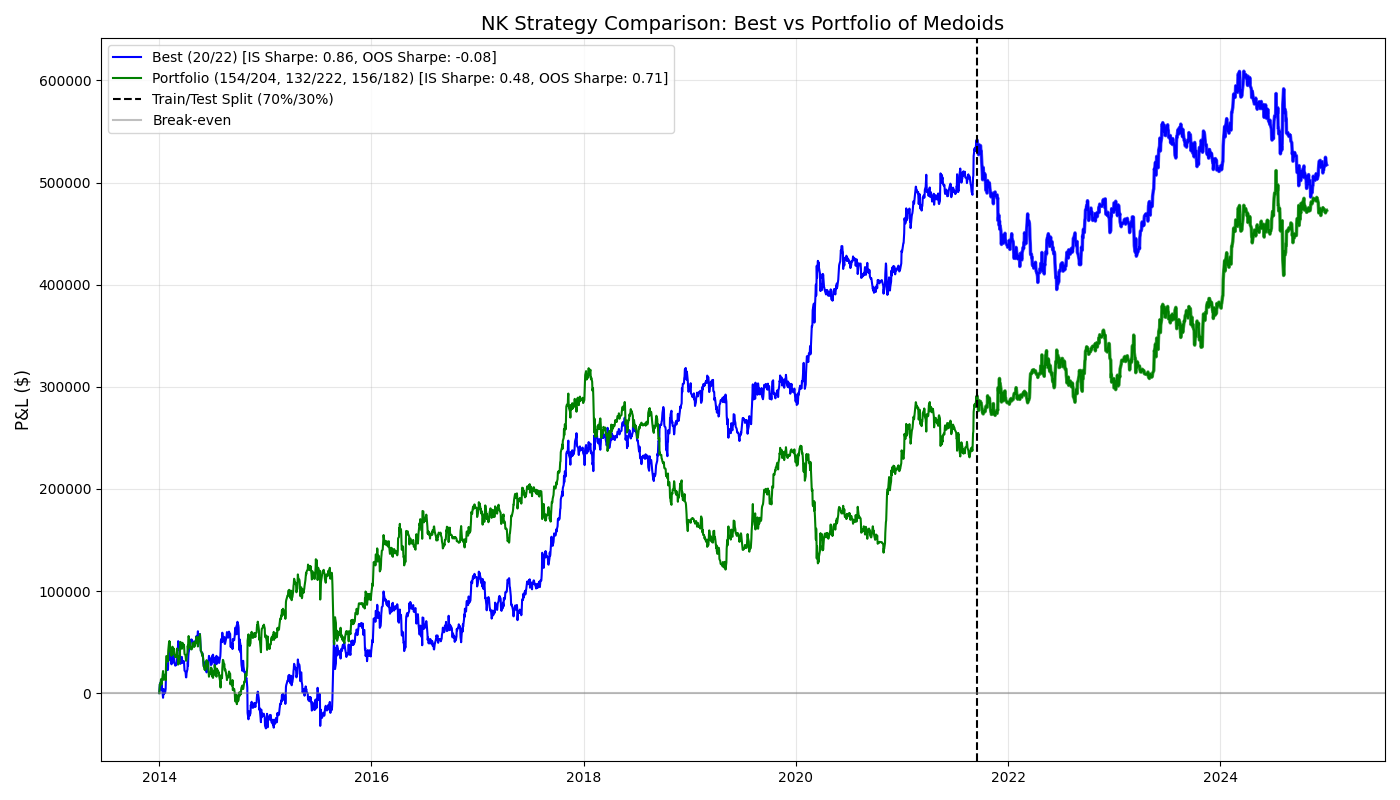 NK Strategy Comparison: Best vs Portfolio of Medoids
Best (20/22) [IS Sharpe: 0.86, OOS Sharpe: -0.08]
Portfolio (154/204, 132/222, 156/182) [IS Sharpe: 0.48, OOS Sharpe: 0.71]
Train/Test Split (70%/30%)
Break-even
P&L ($)
600000
500000
400000
300000
200000
100000
0
2014 2016 2018 2020 2022 2024